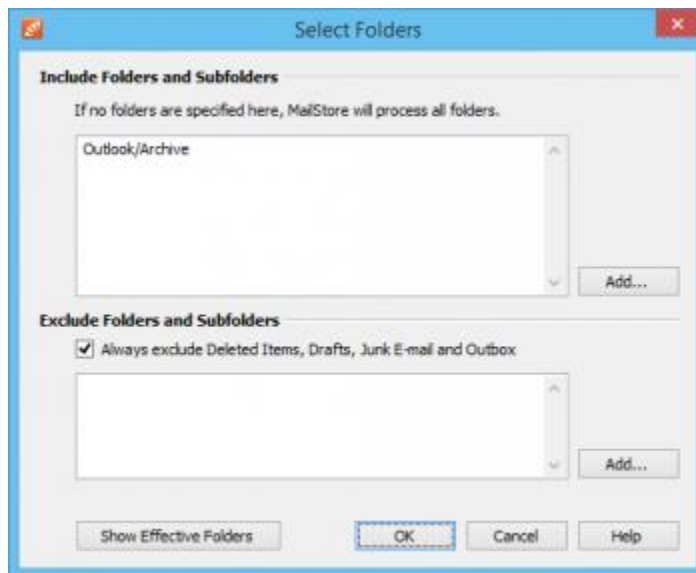 Select Folders
Include Folders and Subfolders
If no folders are specified here, MailStore will process all folders.
Outlook/Archive
Add...
Exclude Folders and Subfolders
Always exclude Deleted Items, Drafts, Junk E-mail and Outbox
Add...
Show Effective Folders OK Cancel Help